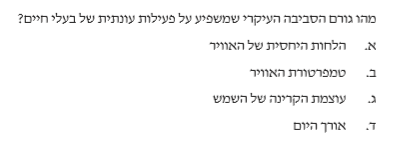 מהו גורם הסביבה העיקרי שמשפיע על פעילות עונתית של בעלי חיים?
א. הלחות היחסית של האוויר
ב. טמפרטורת האוויר
ג. עוצמת הקרינה של השמש
ד. אורך היום